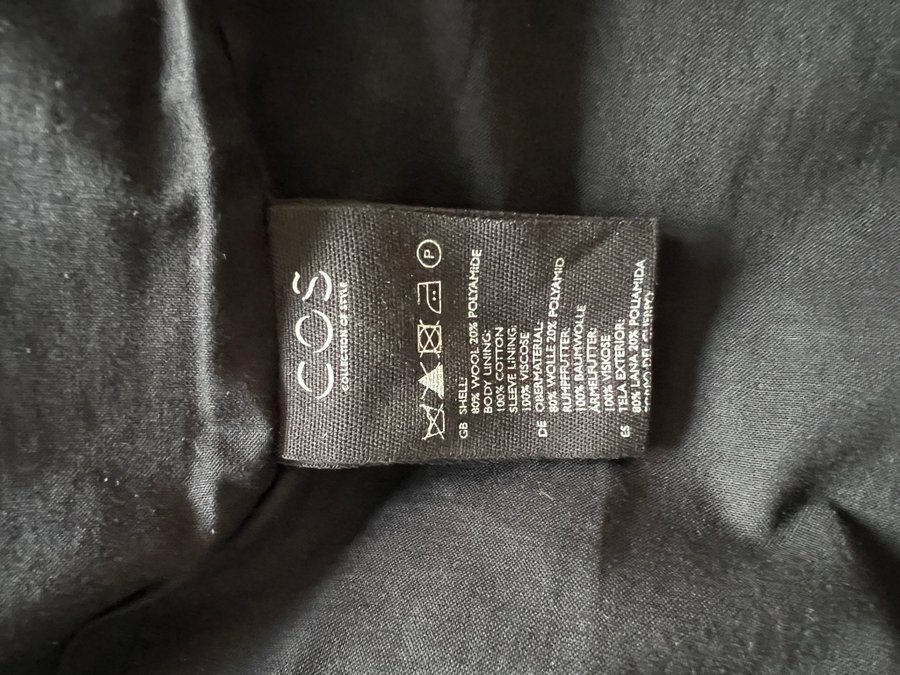 COS
COLLECTION OF STYLE
P
GB SHELL:
80% WOOL 20% POLYAMIDE
BODY LINING:
100% COTTON
SLEEVE LINING:
100% VISCOSE
DE OBERMATERIAL:
80% WOLLE 20% POLYAMID
RUMPFFUTTER:
100% BAUMWOLLE
ÄRMELFUTTER:
100% VISKOSE
ES TELA EXTERIOR:
80% LANA 20% POLIAMIDA